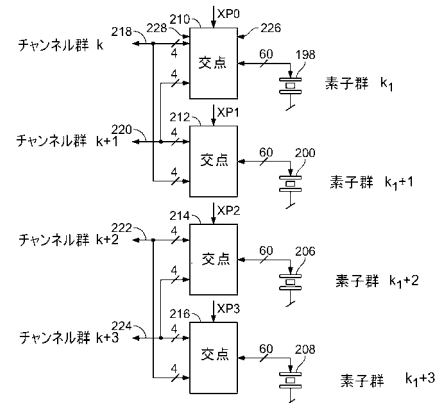 210 XP0
チャンネル群 k 218 228 226
4 交点 60 198
4 素子群 k₁
212 XP1
チャンネル群 k+1 220 4 交点 60 200
4 素子群 k₁+1
214 XP2
チャンネル群 k+2 222 4 交点 60 206
4 素子群 k₁+2
216 XP3
チャンネル群 k+3 224 4 交点 60 208
4 素子群 k₁+3